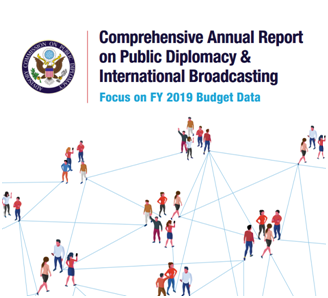 Comprehensive Annual Report
on Public Diplomacy &
International Broadcasting
Focus on FY 2019 Budget Data